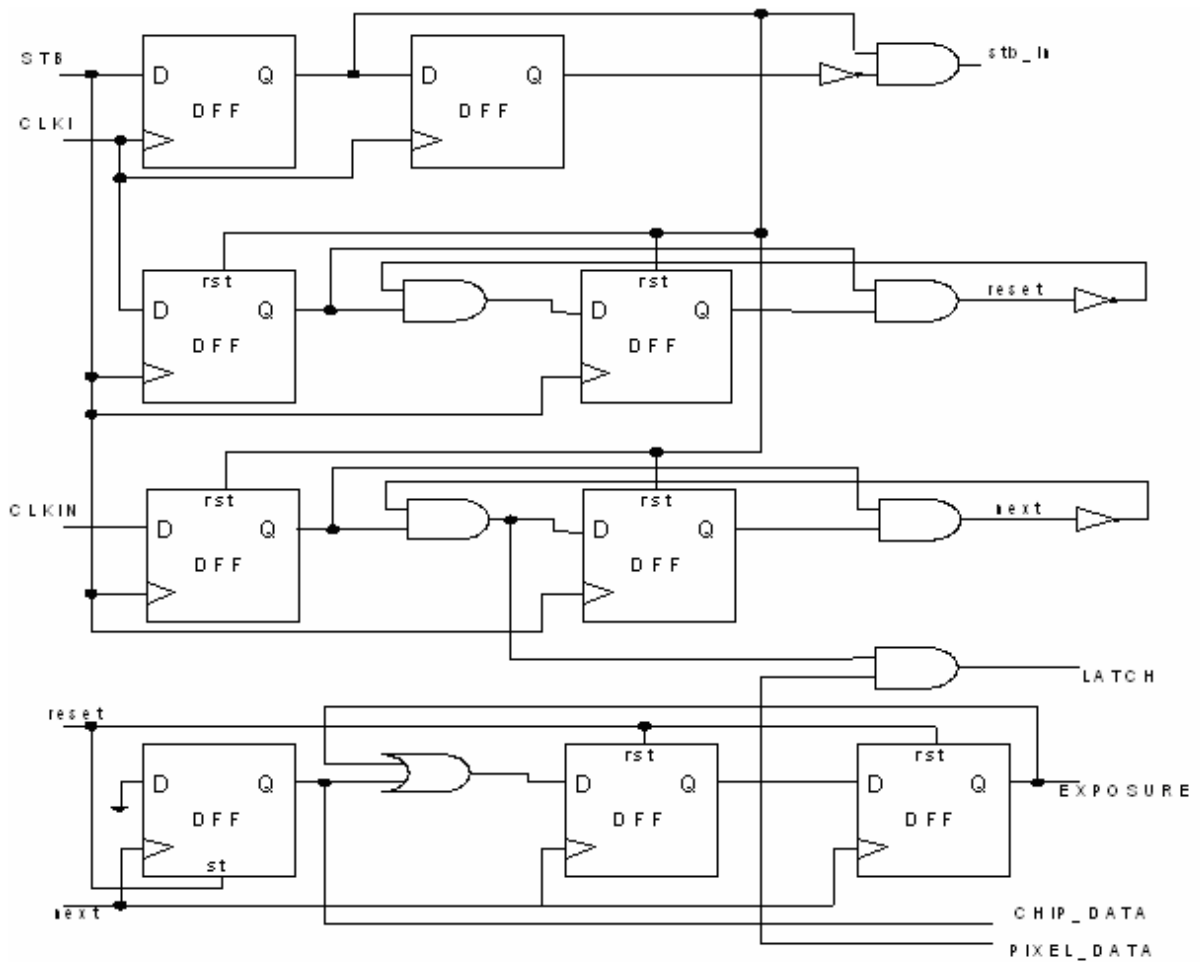 STB
D Q D Q
stb_in
DFF DFF
CLKI
rst rst
D Q D Q reset
DFF DFF
rst rst
CLKIN D Q D Q next
DFF DFF
LATCH
reset
rst rst
D Q D Q D Q
EXPOSURE
DFF DFF DFF
st
next
CHIP_DATA
PIXEL_DATA